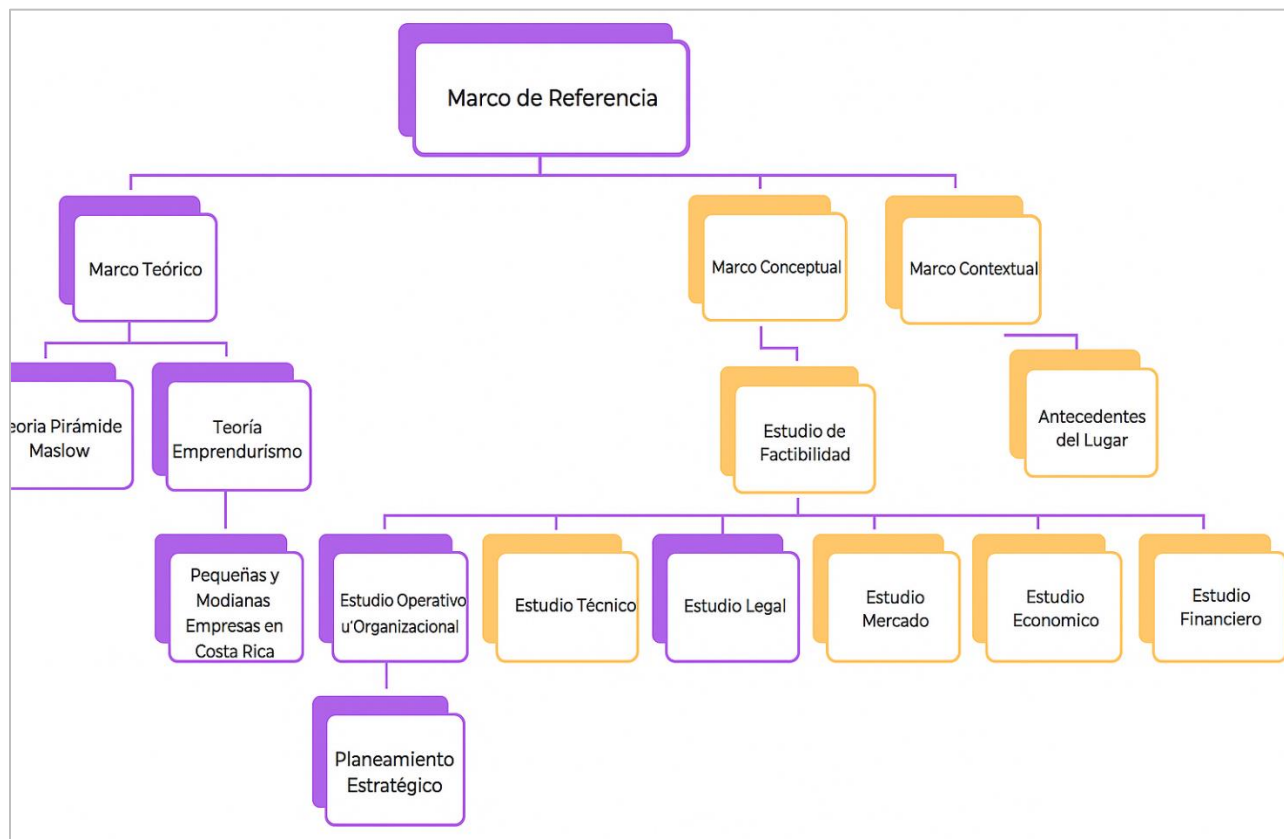 Marco de Referencia
Marco Teórico
Marco Conceptual
Marco Contextual
eoria Pirámide
Maslow
Teoría
Emprendurísmo
Estudio de
Factibilidad
Antecedentes
del Lugar
Pequeñas y
Modianas
Empresas en
Costa Rica
Estudio Operativo
u'Organizacional
Estudio Técnico
Estudio Legal
Estudio
Mercado
Estudio
Economico
Estudio
Financiero
Planeamiento
Estratégico